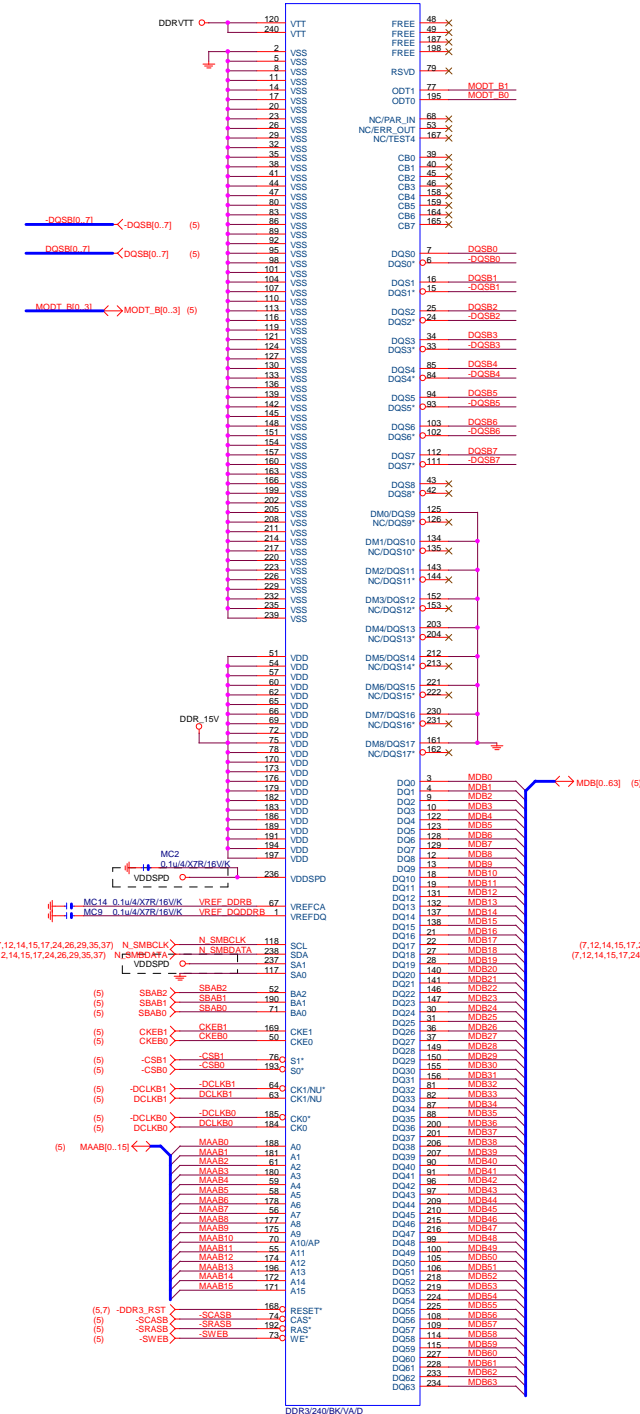 DDRVTT
120 VTT
240 VTT
2 VSS
5 VSS
8 VSS
11 VSS
14 VSS
17 VSS
20 VSS
23 VSS
26 VSS
29 VSS
32 VSS
35 VSS
38 VSS
41 VSS
44 VSS
47 VSS
80 VSS
83 VSS
86 VSS
89 VSS
92 VSS
95 VSS
98 VSS
101 VSS
104 VSS
107 VSS
110 VSS
113 VSS
116 VSS
119 VSS
121 VSS
124 VSS
127 VSS
130 VSS
133 VSS
136 VSS
139 VSS
142 VSS
145 VSS
148 VSS
151 VSS
154 VSS
157 VSS
160 VSS
163 VSS
166 VSS
199 VSS
202 VSS
205 VSS
208 VSS
211 VSS
214 VSS
217 VSS
220 VSS
223 VSS
226 VSS
229 VSS
232 VSS
235 VSS
239 VSS
-DQSB[0..7] -DQSB[0..7] (5)
DQSB[0..7] DQSB[0..7] (5)
MODT_B[0..3] MODT_B[0..3] (5)
DDR_15V
51 VDD
54 VDD
57 VDD
60 VDD
62 VDD
65 VDD
66 VDD
69 VDD
72 VDD
75 VDD
78 VDD
170 VDD
173 VDD
176 VDD
179 VDD
182 VDD
183 VDD
186 VDD
189 VDD
191 VDD
194 VDD
197 VDD
MC2
0.1u/4/X7R/16V/K
VDDSPD 236 VDDSPD
MC14 0.1u/4/X7R/16V/K VREF_DDRB 67 VREFCA
MC9 0.1u/4/X7R/16V/K VREF_DQDDRB 1 VREFDQ
7,12,14,15,17,24,26,29,35,37) N_SMBCLK N_SMBCLK 118 SCL
12,14,15,17,24,26,29,35,37) N_SMBDATA N_SMBDATA 238 SDA
VDDSPD 237 SA1
117 SA0
(5) SBAB2 SBAB2 52 BA2
(5) SBAB1 SBAB1 190 BA1
(5) SBAB0 SBAB0 71 BA0
(5) CKEB1 CKEB1 169 CKE1
(5) CKEB0 CKEB0 50 CKE0
(5) -CSB1 -CSB1 76 S1*
(5) -CSB0 -CSB0 193 S0*
(5) -DCLKB1 -DCLKB1 64 CK1/NU*
(5) DCLKB1 DCLKB1 63 CK1/NU
(5) -DCLKB0 -DCLKB0 185 CK0*
(5) DCLKB0 DCLKB0 184 CK0
(5) MAAB[0..15]
MAAB0 188 A0
MAAB1 181 A1
MAAB2 61 A2
MAAB3 180 A3
MAAB4 59 A4
MAAB5 58 A5
MAAB6 178 A6
MAAB7 56 A7
MAAB8 177 A8
MAAB9 175 A9
MAAB10 70 A10/AP
MAAB11 55 A11
MAAB12 174 A12
MAAB13 196 A13
MAAB14 172 A14
MAAB15 171 A15
(5,7) -DDR3_RST 168 RESET*
(5) -SCASB -SCASB 74 CAS*
(5) -SRASB -SRASB 192 RAS*
(5) -SWEB -SWEB 73 WE*
FREE 48
FREE 49
FREE 187
FREE 198
RSVD 79
ODT1 77 MODT_B1
ODT0 195 MODT_B0
NC/PAR_IN 68
NC/ERR_OUT 53
NC/TEST4 167
CB0 39
CB1 40
CB2 45
CB3 46
CB4 158
CB5 159
CB6 164
CB7 165
DQS0 7 DQSB0
DQS0* 6 -DQSB0
DQS1 16 DQSB1
DQS1* 15 -DQSB1
DQS2 25 DQSB2
DQS2* 24 -DQSB2
DQS3 34 DQSB3
DQS3* 33 -DQSB3
DQS4 85 DQSB4
DQS4* 84 -DQSB4
DQS5 94 DQSB5
DQS5* 93 -DQSB5
DQS6 103 DQSB6
DQS6* 102 -DQSB6
DQS7 112 DQSB7
DQS7* 111 -DQSB7
DQS8 43
DQS8* 42
DM0/DQS9 125
NC/DQS9* 126
DM1/DQS10 134
NC/DQS10* 135
DM2/DQS11 143
NC/DQS11* 144
DM3/DQS12 152
NC/DQS12* 153
DM4/DQS13 203
NC/DQS13* 204
DM5/DQS14 212
NC/DQS14* 213
DM6/DQS15 221
NC/DQS15* 222
DM7/DQS16 230
NC/DQS16* 231
DM8/DQS17 161
NC/DQS17* 162
DQ0 3 MDB0 MDB[0..63] (5)
DQ1 4 MDB1
DQ2 9 MDB2
DQ3 10 MDB3
DQ4 122 MDB4
DQ5 123 MDB5
DQ6 128 MDB6
DQ7 129 MDB7
DQ8 12 MDB8
DQ9 13 MDB9
DQ10 18 MDB10
DQ11 19 MDB11
DQ12 131 MDB12
DQ13 132 MDB13
DQ14 137 MDB14
DQ15 138 MDB15
DQ16 21 MDB16
DQ17 22 MDB17
DQ18 27 MDB18
DQ19 28 MDB19
DQ20 140 MDB20
DQ21 141 MDB21
DQ22 146 MDB22
DQ23 147 MDB23
DQ24 30 MDB24
DQ25 31 MDB25
DQ26 36 MDB26
DQ27 37 MDB27
DQ28 149 MDB28
DQ29 150 MDB29
DQ30 155 MDB30
DQ31 156 MDB31
DQ32 81 MDB32
DQ33 82 MDB33
DQ34 87 MDB34
DQ35 88 MDB35
DQ36 200 MDB36
DQ37 201 MDB37
DQ38 206 MDB38
DQ39 207 MDB39
DQ40 90 MDB40
DQ41 91 MDB41
DQ42 96 MDB42
DQ43 97 MDB43
DQ44 209 MDB44
DQ45 210 MDB45
DQ46 215 MDB46
DQ47 216 MDB47
DQ48 99 MDB48
DQ49 100 MDB49
DQ50 105 MDB50
DQ51 106 MDB51
DQ52 218 MDB52
DQ53 219 MDB53
DQ54 224 MDB54
DQ55 225 MDB55
DQ56 108 MDB56
DQ57 109 MDB57
DQ58 114 MDB58
DQ59 115 MDB59
DQ60 227 MDB60
DQ61 228 MDB61
DQ62 233 MDB62
DQ63 234 MDB63
(7,12,14,15,17,2
(7,12,14,15,17,24
DDR3/240/BK/VA/D